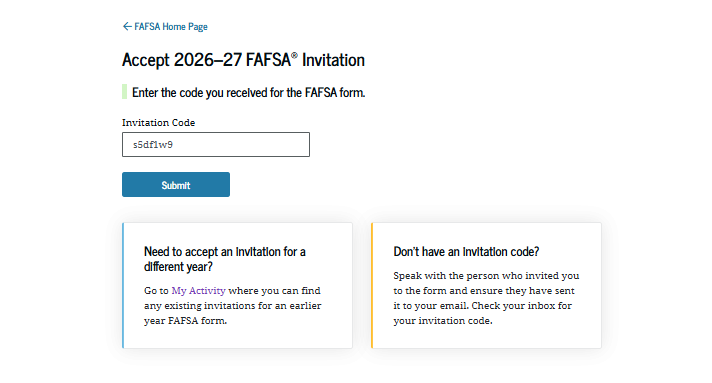 ← FAFSA Home Page
Accept 2026–27 FAFSA® Invitation
Enter the code you received for the FAFSA form.
Invitation Code
s5df1w9
Submit
Need to accept an invitation for a
different year?
Go to My Activity where you can find
any existing invitations for an earlier
year FAFSA form.
Don't have an invitation code?
Speak with the person who invited you
to the form and ensure they have sent
it to your email. Check your inbox for
your invitation code.